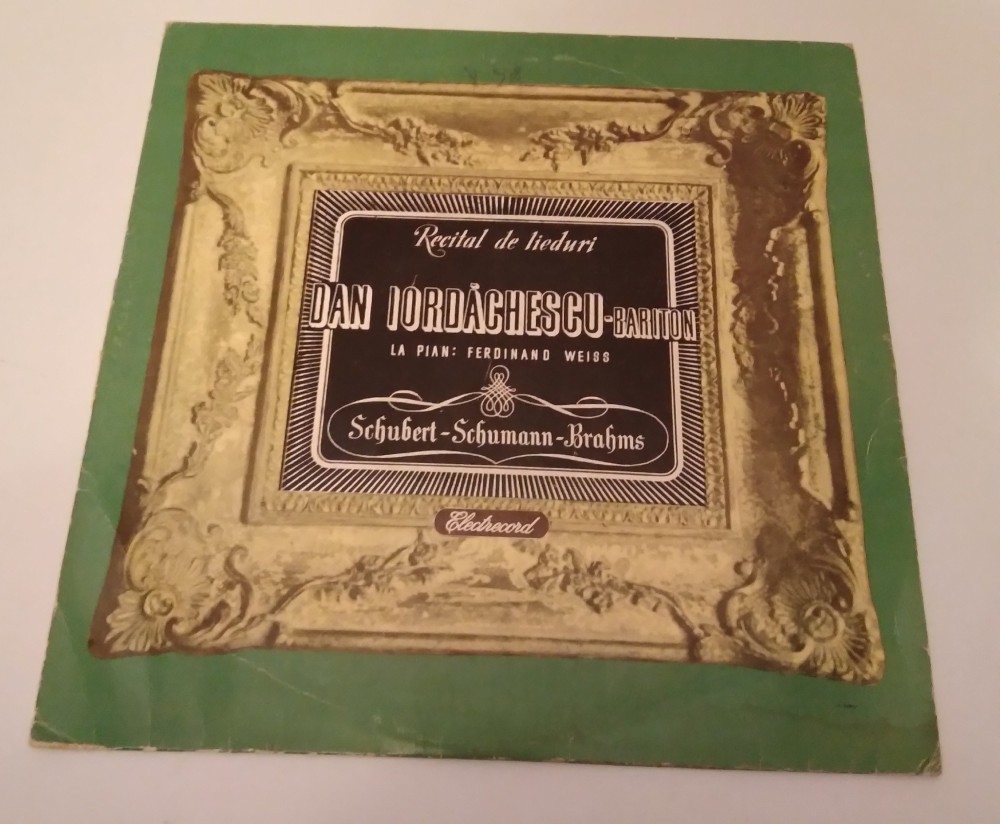 Recital de lieduri
DAN IORDĂCHESCU-BARITON
LA PIAN: FERDINAND WEISS
Schubert-Schumann-Brahms
Electrecord